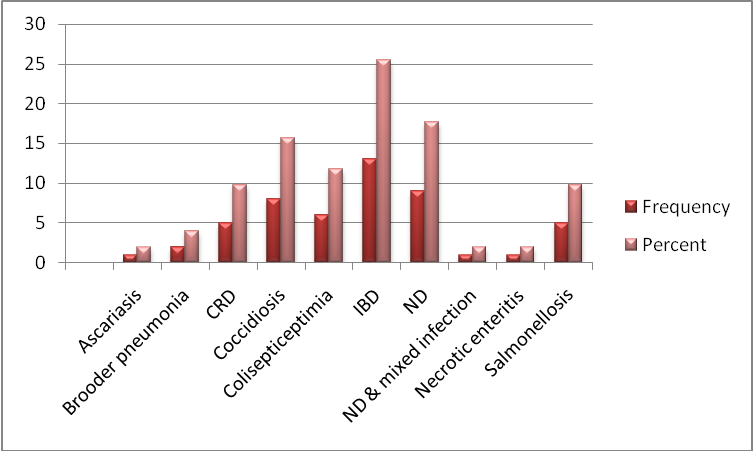 30
25
20
15
10
5
0
Ascariasis
Brooder pneumonia
CRD
Coccidiosis
Colisepticeptimia
IBD
ND
ND & mixed infection
Necrotic enteritis
Salmonellosis
Frequency
Percent